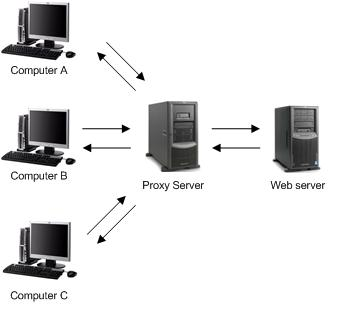 Computer A
Computer B
Proxy Server
Web server
Computer C